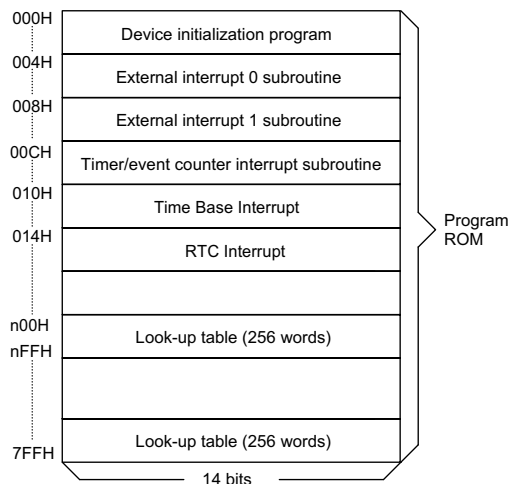 000H
Device initialization program
004H
External interrupt 0 subroutine
008H
External interrupt 1 subroutine
00CH
Timer/event counter interrupt subroutine
010H
Time Base Interrupt
014H
RTC Interrupt
Program
ROM
n00H
Look-up table (256 words)
nFFH
Look-up table (256 words)
7FFH
14 bits